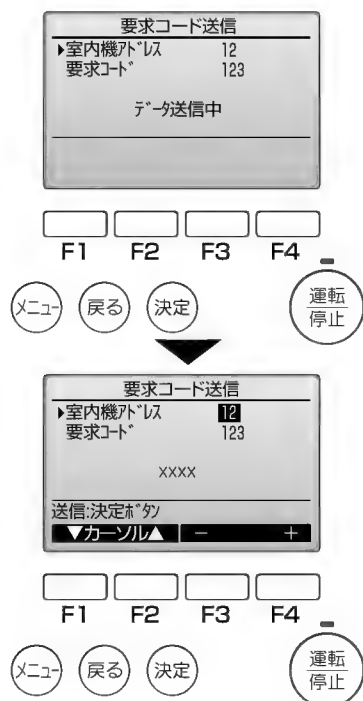 要求コード送信
▶室内機アドレス 12
要求コード 123
データ送信中
F1 F2 F3 F4
メニュー 戻る 決定 運転
停止
要求コード送信
▶室内機アドレス 12
要求コード 123
xxxx
送信:決定ボタン
▼カーソル▲ − +
F1 F2 F3 F4
メニュー 戻る 決定 運転
停止